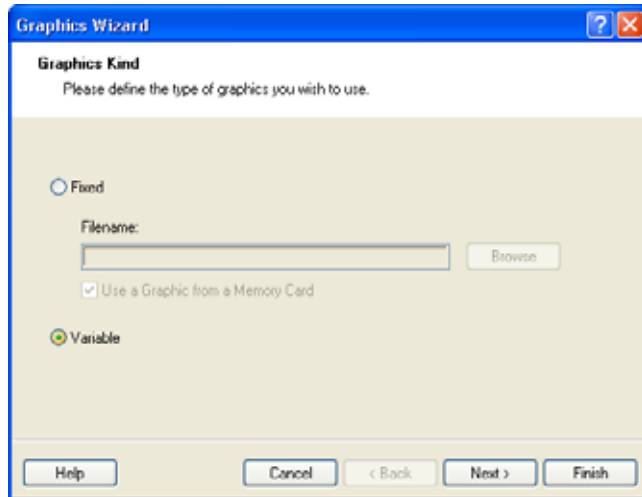 Graphics Wizard
Graphics Kind
Please define the type of graphics you wish to use.
Fixed
Filename:
Browse
Use a Graphic from a Memory Card
Variable
Help Cancel < Back Next > Finish